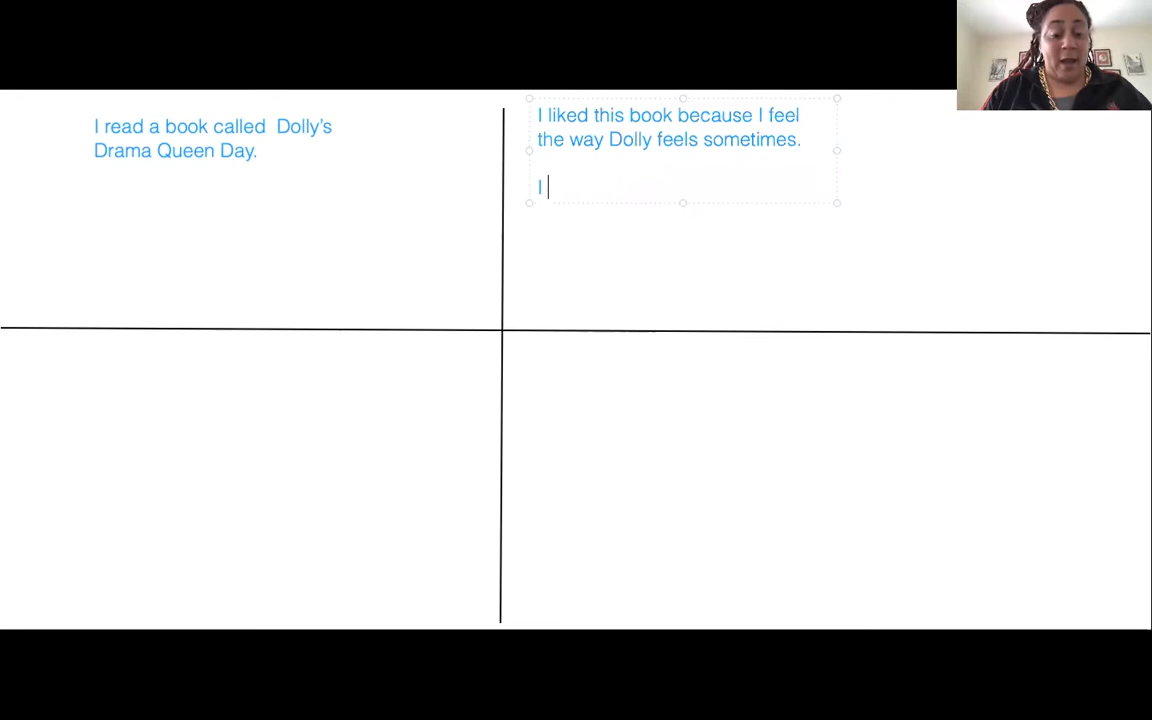 I read a book called  Dolly's
Drama Queen Day.
I liked this book because I feel
the way Dolly feels sometimes.
I